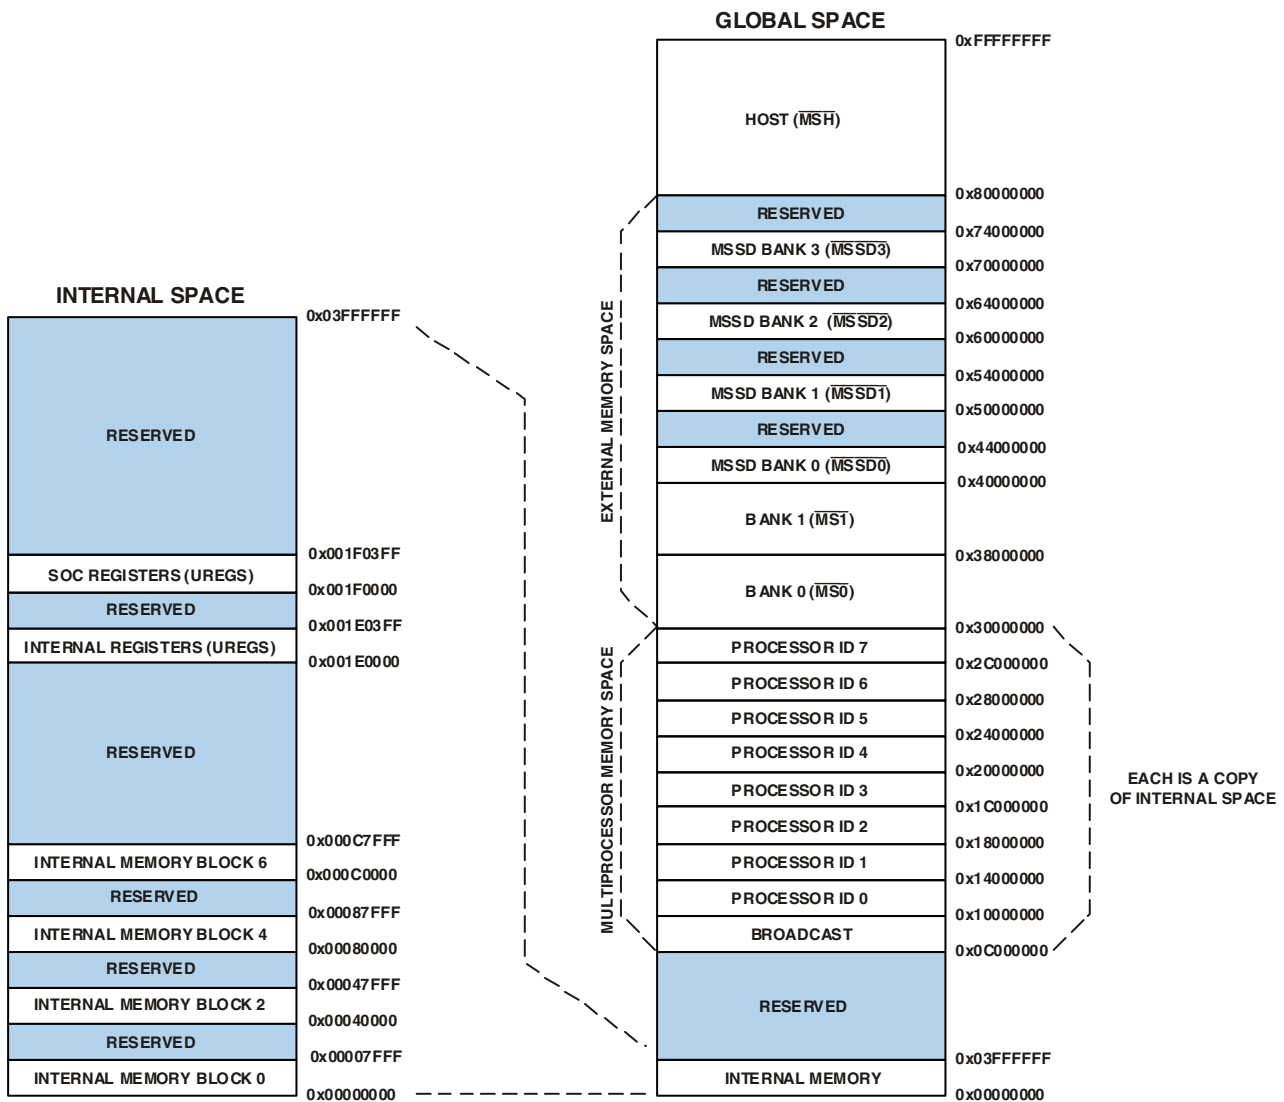 GLOBAL SPACE
0xFFFFFFFF
HOST (MSH)
0x80000000
RESERVED
0x74000000
MSSD BANK 3 (MSSD3)
0x70000000
RESERVED
0x64000000
MSSD BANK 2 (MSSD2)
0x60000000
RESERVED
0x54000000
MSSD BANK 1 (MSSD1)
0x50000000
RESERVED
0x44000000
MSSD BANK 0 (MSSD0)
0x40000000
BANK 1 (MS1)
0x38000000
BANK 0 (MS0)
0x30000000
PROCESSOR ID 7
0x2C000000
PROCESSOR ID 6
0x28000000
PROCESSOR ID 5
0x24000000
PROCESSOR ID 4
0x20000000
PROCESSOR ID 3
0x1C000000
PROCESSOR ID 2
0x18000000
PROCESSOR ID 1
0x14000000
PROCESSOR ID 0
0x10000000
BROADCAST
0x0C000000
RESERVED
0x03FFFFFF
INTERNAL MEMORY
0x00000000
EXTERNAL MEMORY SPACE
MULTIPROCESSOR MEMORY SPACE
EACH IS A COPY
OF INTERNAL SPACE
INTERNAL SPACE
0x03FFFFFF
RESERVED
0x001F03FF
SOC REGISTERS (UREGS)
0x001F0000
RESERVED
0x001E03FF
INTERNAL REGISTERS (UREGS)
0x001E0000
RESERVED
0x000C7FFF
INTERNAL MEMORY BLOCK 6
0x000C0000
RESERVED
0x00087FFF
INTERNAL MEMORY BLOCK 4
0x00080000
RESERVED
0x00047FFF
INTERNAL MEMORY BLOCK 2
0x00040000
RESERVED
0x00007FFF
INTERNAL MEMORY BLOCK 0
0x00000000